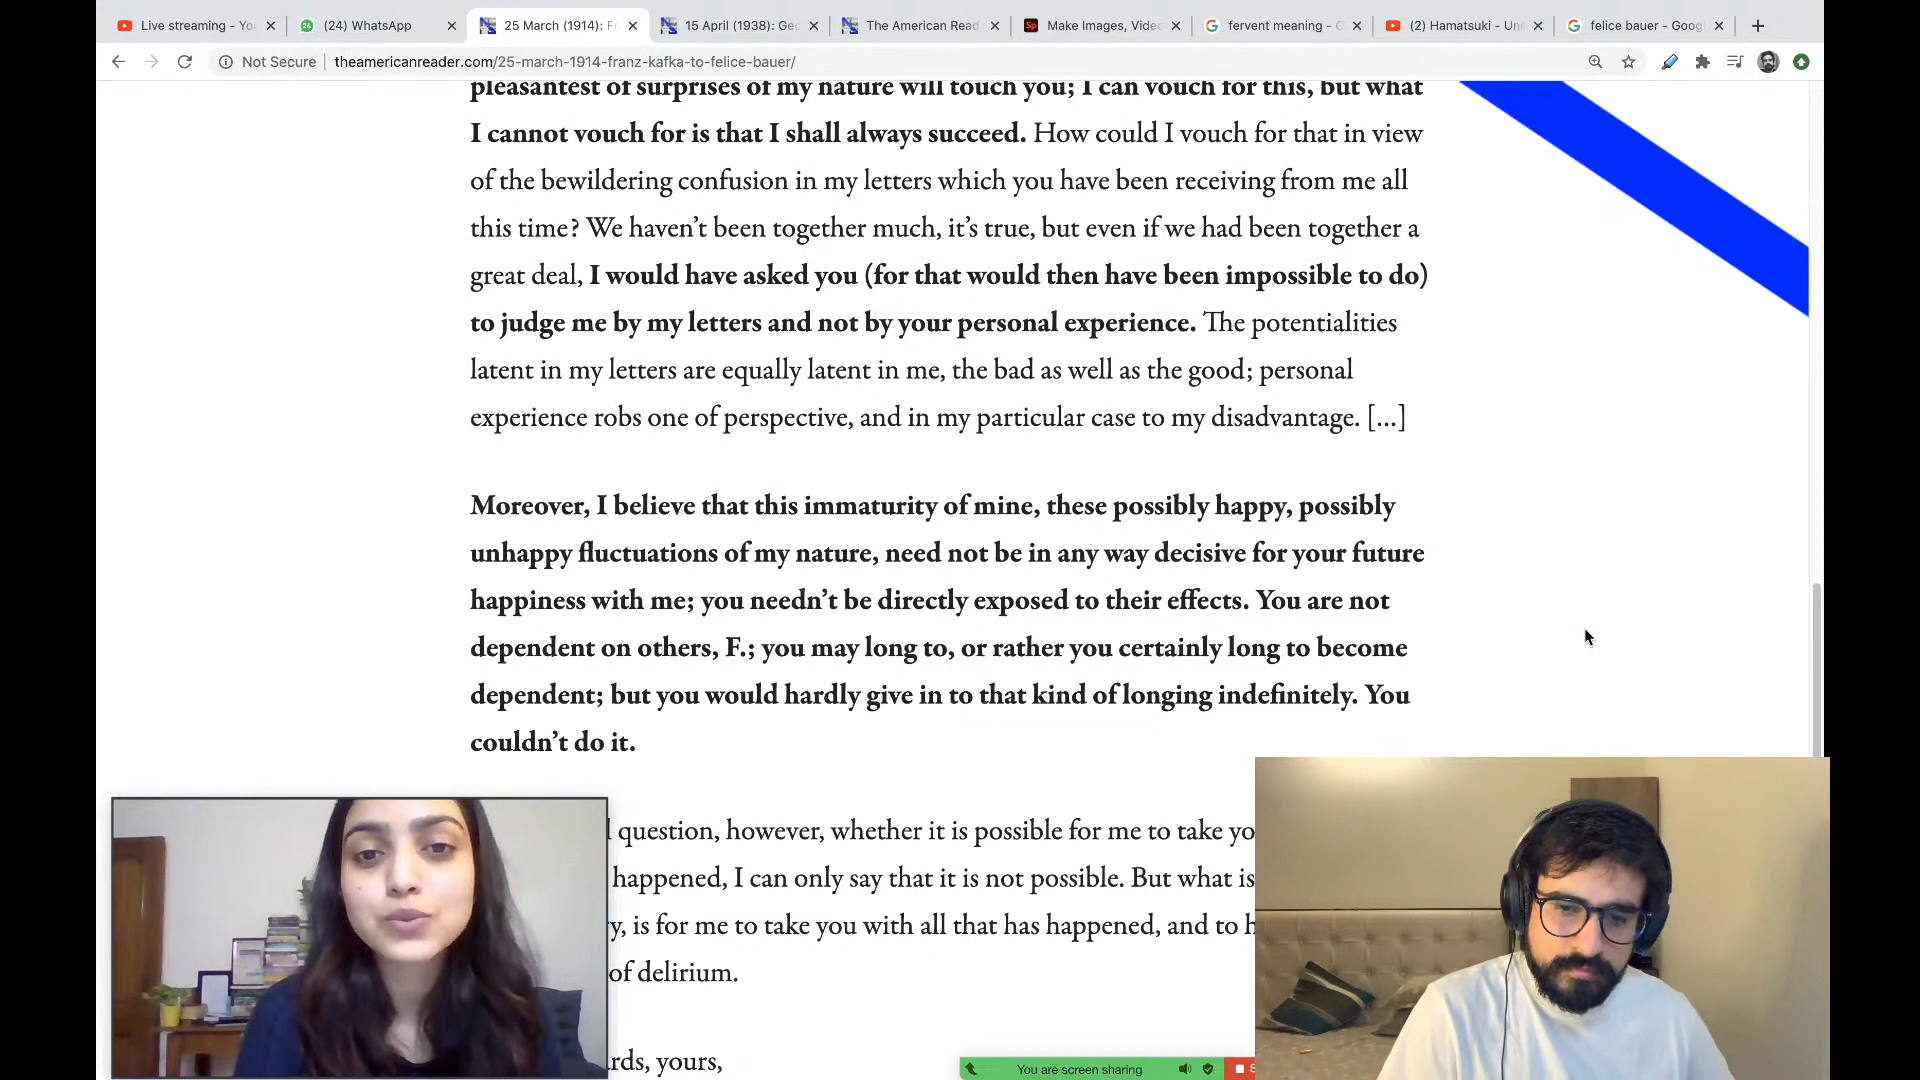 Live streaming - Yo
(24) WhatsApp
25 March (1914): Fr
15 April (1938): Geo
The American Read
Make Images, Video
fervent meaning - G
(2) Hamatsuki - Un
felice bauer - Goog
Not Secure | theamericanreader.com/25-march-1914-franz-kafka-to-felice-bauer/
pleasantest of surprises of my nature will touch you; I can vouch for this, but what
I cannot vouch for is that I shall always succeed. How could I vouch for that in view
of the bewildering confusion in my letters which you have been receiving from me all
this time? We haven’t been together much, it’s true, but even if we had been together a
great deal, I would have asked you (for that would then have been impossible to do)
to judge me by my letters and not by your personal experience. The potentialities
latent in my letters are equally latent in me, the bad as well as the good; personal
experience robs one of perspective, and in my particular case to my disadvantage. […]
Moreover, I believe that this immaturity of mine, these possibly happy, possibly
unhappy fluctuations of my nature, need not be in any way decisive for your future
happiness with me; you needn’t be directly exposed to their effects. You are not
dependent on others, F.; you may long to, or rather you certainly long to become
dependent; but you would hardly give in to that kind of longing indefinitely. You
couldn’t do it.
question, however, whether it is possible for me to take yo
happened, I can only say that it is not possible. But what is
y, is for me to take you with all that has happened, and to h
of delirium.
rds, yours,
You are screen sharing